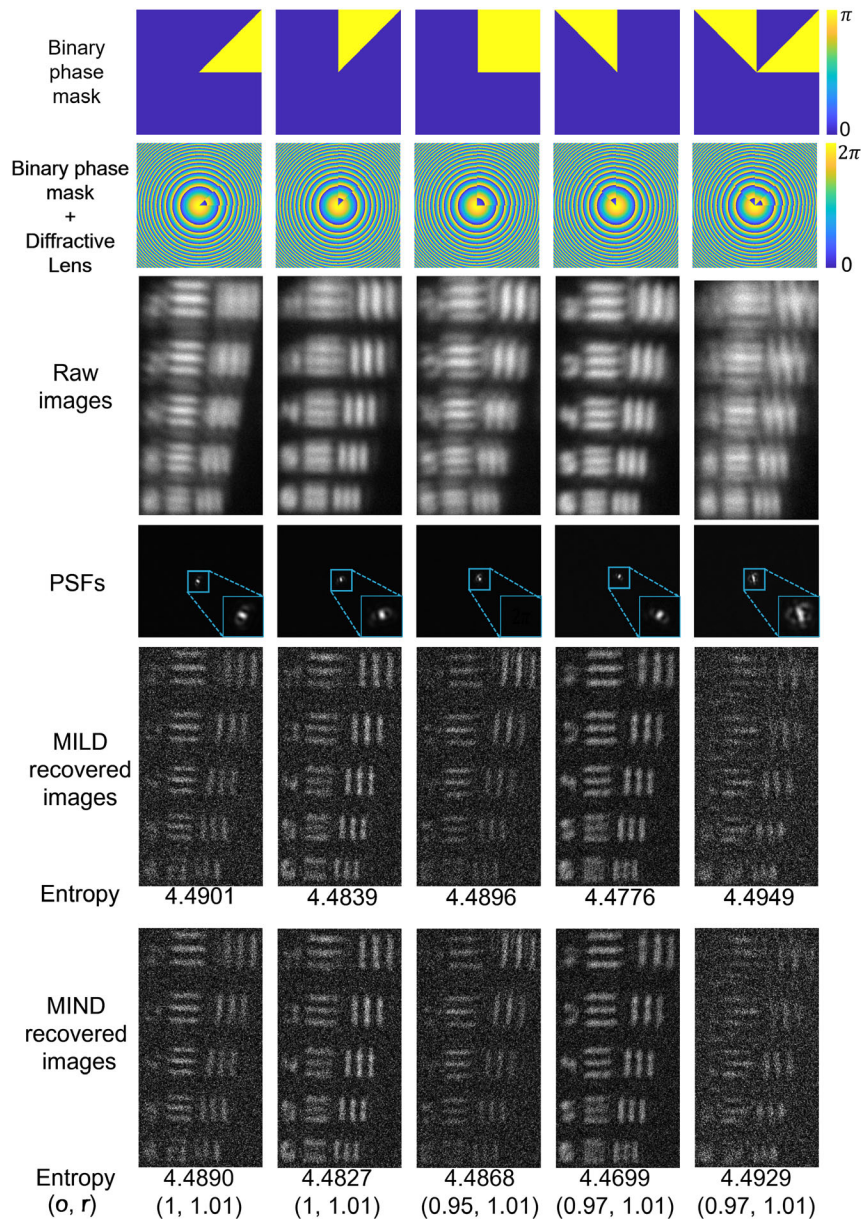 Binary
phase
mask
π
0
Binary phase
mask
+
Diffractive
Lens
2π
0
Raw
images
PSFs
MILD
recovered
images
Entropy
4.4901 4.4839 4.4896 4.4776 4.4949
MIND
recovered
images
Entropy
(o, r)
4.4890 4.4827 4.4868 4.4699 4.4929
(1, 1.01) (1, 1.01) (0.95, 1.01) (0.97, 1.01) (0.97, 1.01)